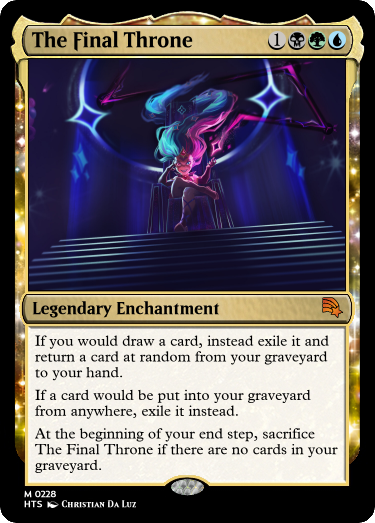 The Final Throne
1
Legendary Enchantment
If you would draw a card, instead exile it and
return a card at random from your graveyard
to your hand.
If a card would be put into your graveyard
from anywhere, exile it instead.
At the beginning of your end step, sacrifice
The Final Throne if there are no cards in your
graveyard.
M 0228
HTS Christian Da Luz